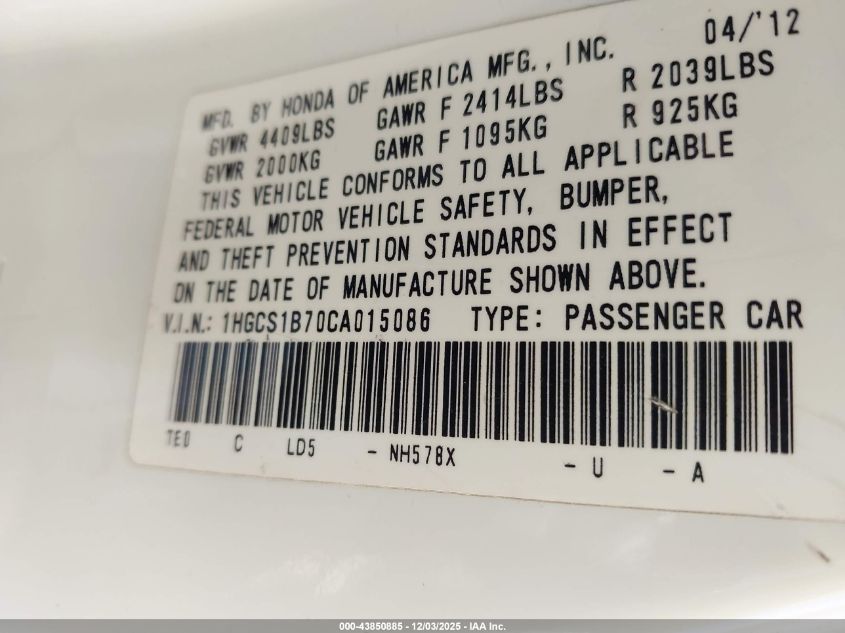 MFD. BY HONDA OF AMERICA MFG., INC. 04/'12
GVWR 4409LBS GAWR F 2414LBS R 2039LBS
GVWR 2000KG GAWR F 1095KG R 925KG
THIS VEHICLE CONFORMS TO ALL APPLICABLE
FEDERAL MOTOR VEHICLE SAFETY, BUMPER,
AND THEFT PREVENTION STANDARDS IN EFFECT
ON THE DATE OF MANUFACTURE SHOWN ABOVE.
V.I.N.: 1HGCS1B70CA015086 TYPE: PASSENGER CAR
TE0 C LD5 - NH578X - U - A
000-43850885 - 12/03/2025 - IAA Inc.